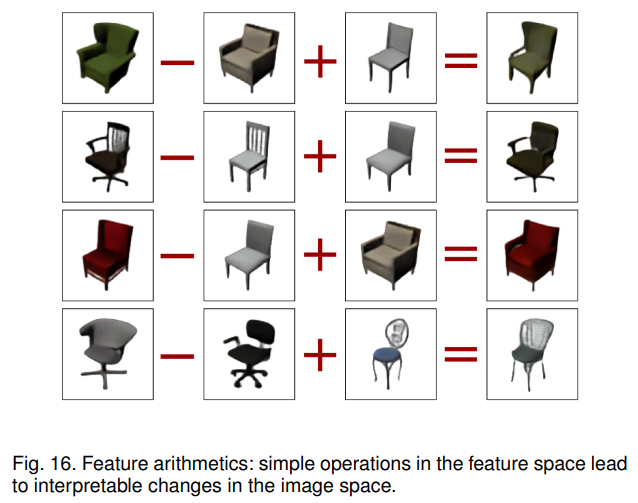 Fig. 16. Feature arithmetics: simple operations in the feature space lead
to interpretable changes in the image space.